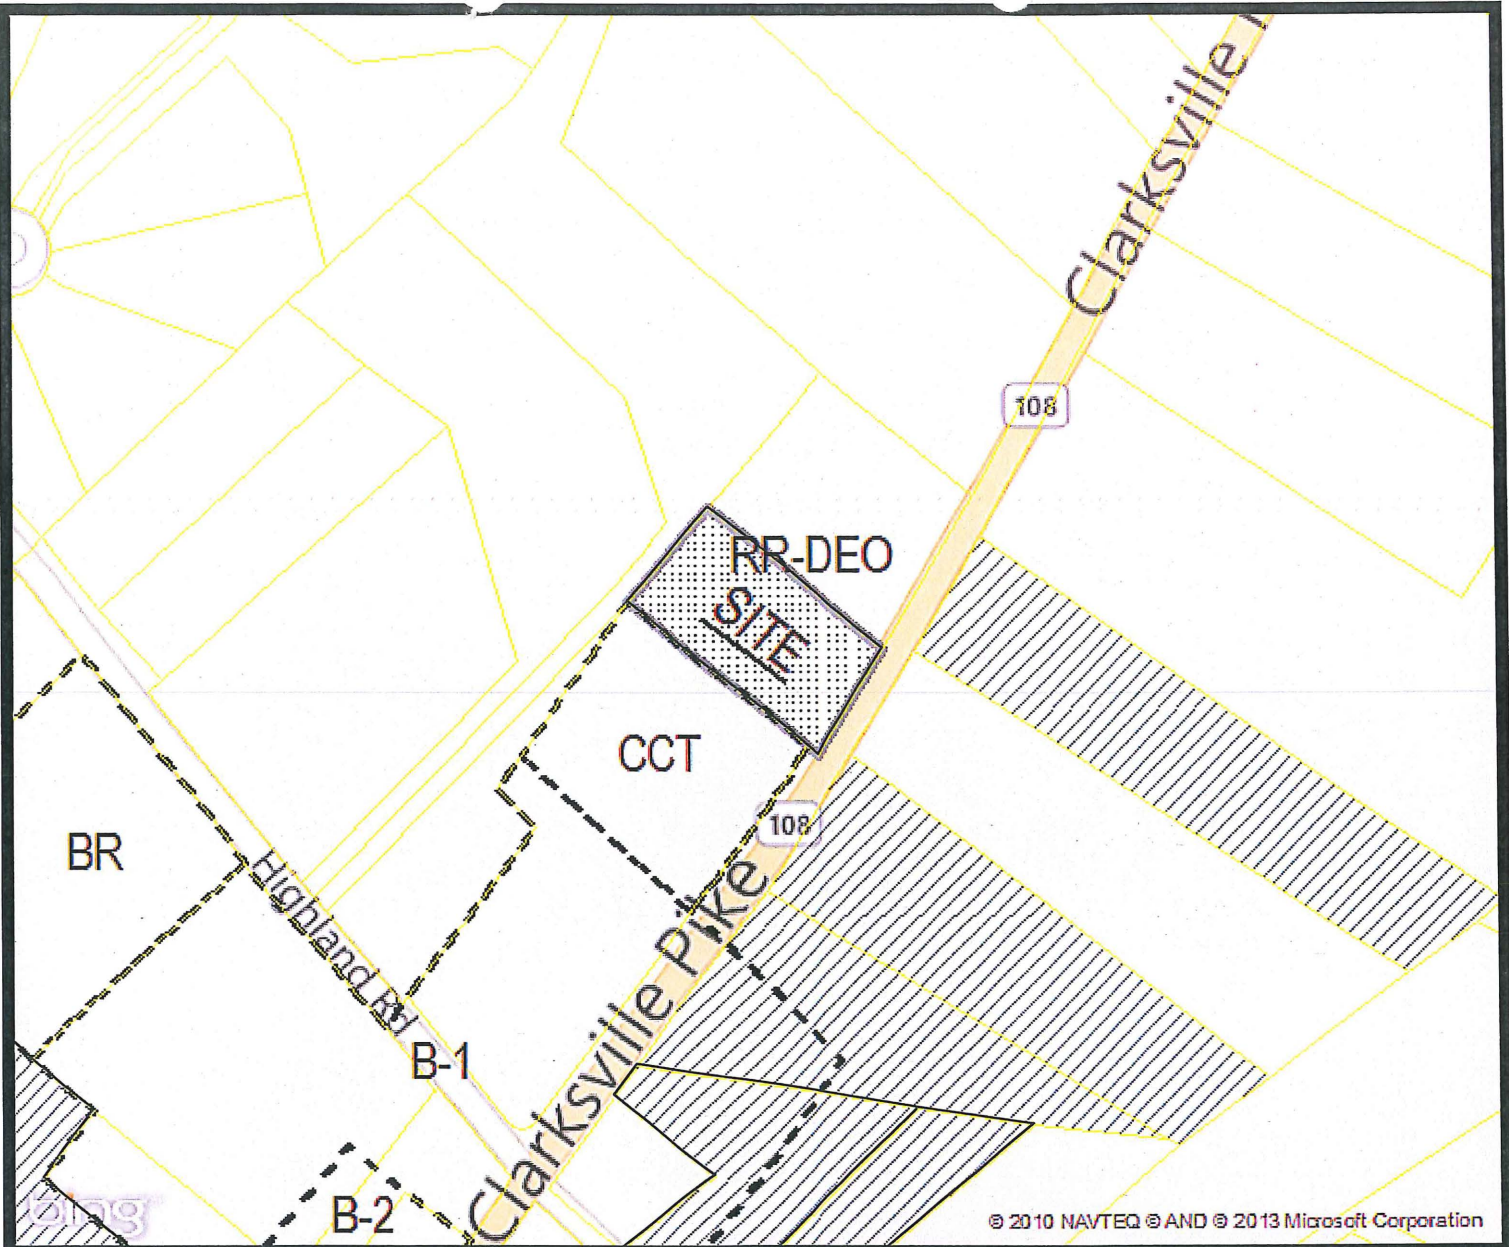 Clarksville
108
RR-DEO
SITE
CCT
108
BR
Highland Rd
Clarksville Pike
B-1
B-2
bing
© 2010 NAVTEQ © AND © 2013 Microsoft Corporation